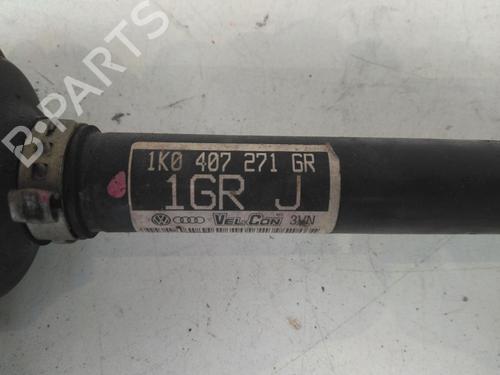 B-PARTS
1K0 407 271 GR
1GR J
VELCON 3VN